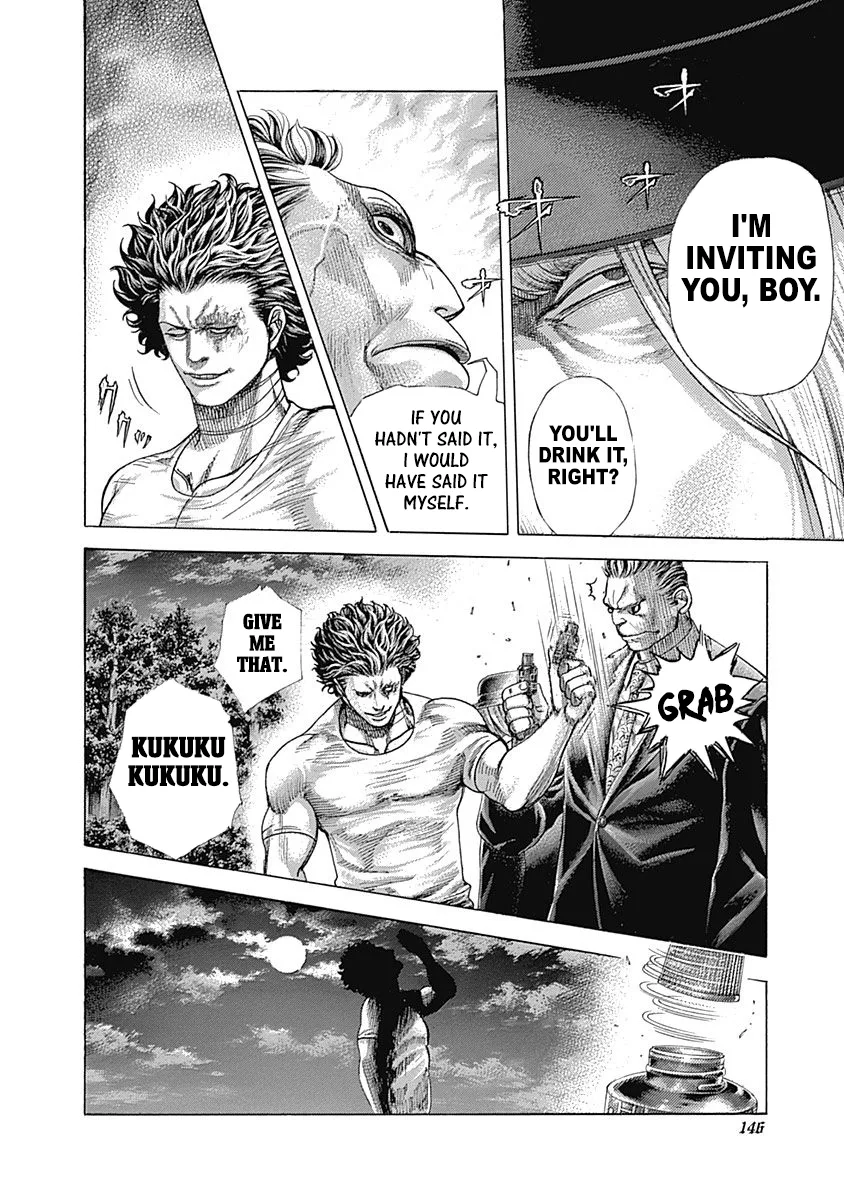 I'M
INVITING
YOU, BOY.
YOU'LL
DRINK IT,
RIGHT?
IF YOU
HADN'T SAID IT,
I WOULD
HAVE SAID IT
MYSELF.
GRAB
GIVE
ME
THAT.
KUKUKU
KUKUKU.
146